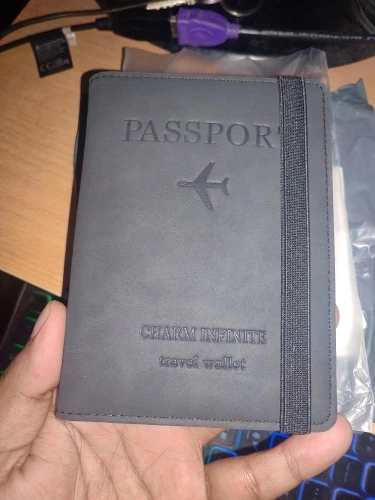 PASSPOR
CHARM INFINITE
travel wallet